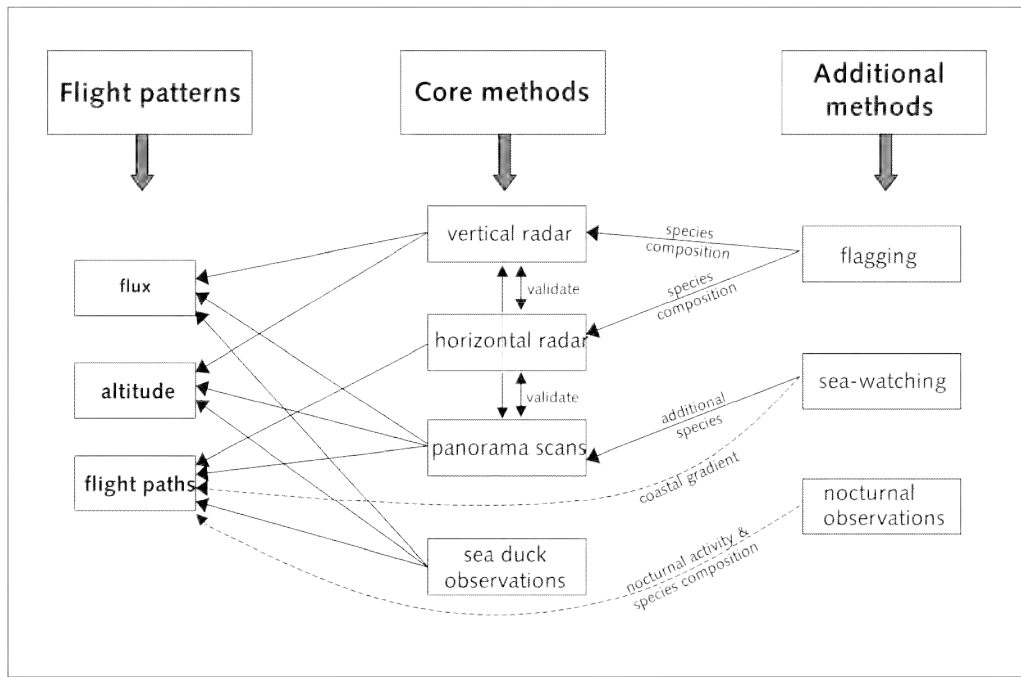 Flight patterns
Core methods
Additional
methods
vertical radar
species
composition
flagging
flux
validate
species
composition
horizontal radar
altitude
validate
sea-watching
additional
species
panorama scans
flight paths
coastal gradient
nocturnal
observations
sea duck
observations
nocturnal activity &
species composition